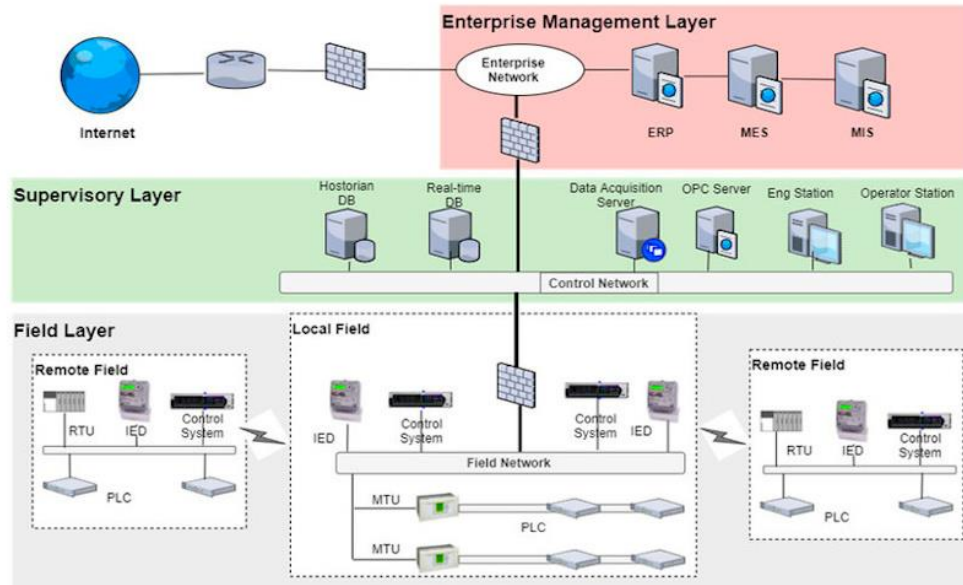 Enterprise Management Layer
Enterprise
Network
Internet
ERP
MES
MIS
Supervisory Layer
Hostorian
DB
Real-time
DB
Data Acquisition
Server
OPC Server
Eng Station
Operator Station
Control Network
Field Layer
Remote Field
RTU
IED
Control
System
PLC
Local Field
IED
Control
System
Control
System
IED
Field Network
MTU
PLC
MTU
Remote Field
RTU
IED
Control
System
PLC